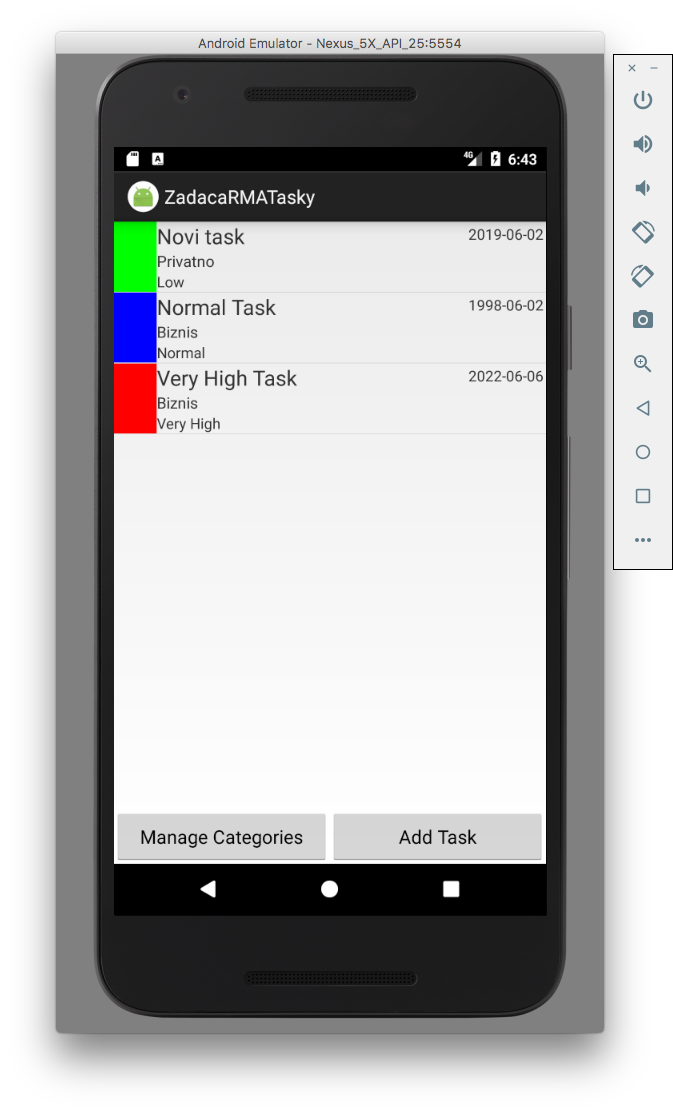 Android Emulator - Nexus_5X_API_25:5554
A
4G
6:43
ZadacaRMATasky
Novi task
2019-06-02
Privatno
Low
Normal Task
1998-06-02
Biznis
Normal
Very High Task
2022-06-06
Biznis
Very High
Manage Categories
Add Task